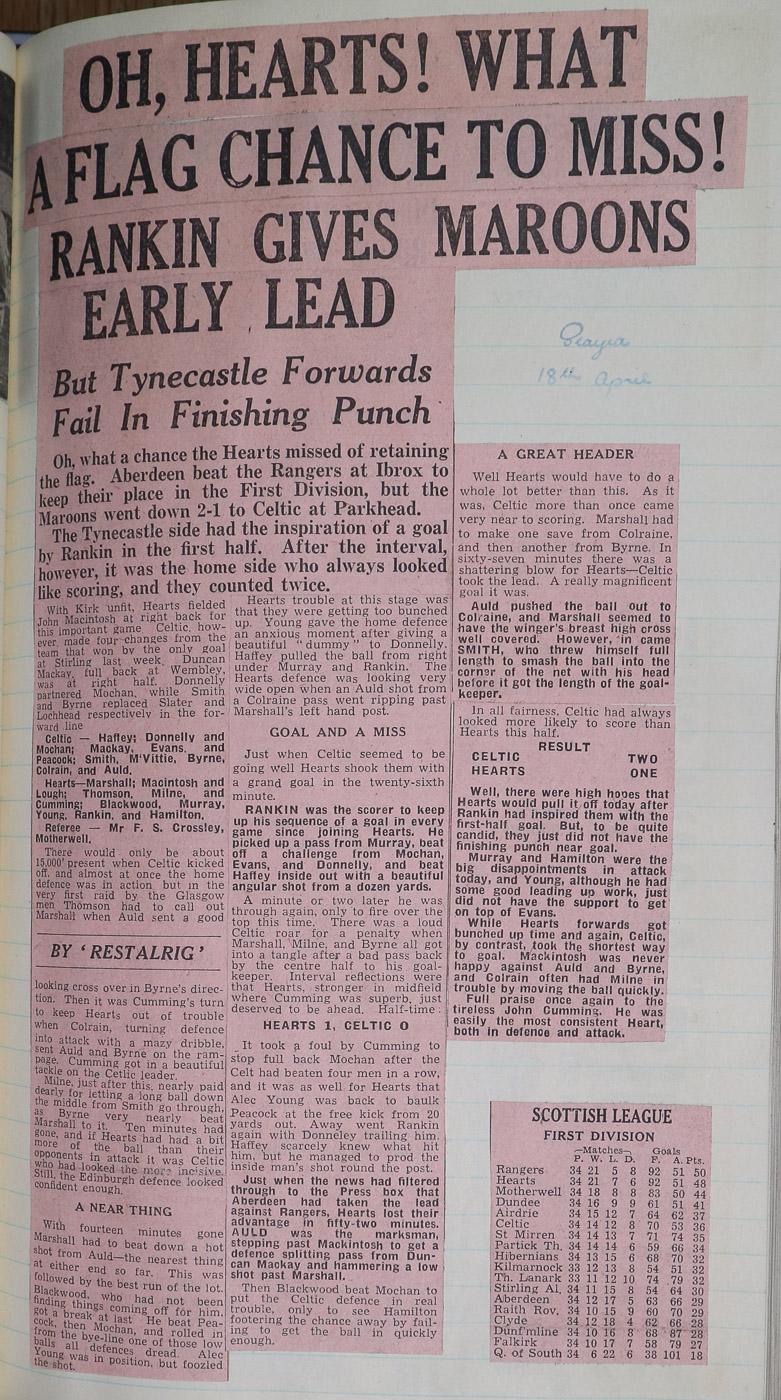 OH, HEARTS! WHAT
A FLAG CHANCE TO MISS!
RANKIN GIVES MAROONS
EARLY LEAD
But Tynecastle Forwards
Fail In Finishing Punch
Oh, what a chance the Hearts missed of retaining
the flag. Aberdeen beat the Rangers at Ibrox to
keep their place in the First Division, but the
Maroons went down 2-1 to Celtic at Parkhead.
The Tynecastle side had the inspiration of a goal
by Rankin in the first half. After the interval,
however, it was the home side who always looked
like scoring, and they counted twice.
With Kirk unfit, Hearts fielded
John Macintosh at right back for
this important game Celtic, how-
ever, made four changes from the
team that won by the only goal
at Stirling last week. Duncan
Mackay, full back at Wembley,
was at right half. Donnelly
partnered Mochan, while Smith
and Byrne replaced Slater and
Lochhead respectively in the for-
ward line
Celtic — Haffey; Donnelly and
Mochan; Mackay, Evans, and
Peacock; Smith, M'Vittie, Byrne,
Colrain, and Auld.
Hearts—Marshall; Macintosh and
Lough; Thomson, Milne, and
Cumming; Blackwood, Murray,
Young, Rankin, and Hamilton.
Referee — Mr F. S. Crossley,
Motherwell.
There would only be about
15,000 present when Celtic kicked
off, and almost at once the home
defence was in action but in the
very first raid by the Glasgow
men Thomson had to call out
Marshall when Auld sent a good
BY 'RESTALRIG'
looking cross over in Byrne's direc-
tion. Then it was Cumming's turn
to keep Hearts out of trouble
when Colrain, turning defence
into attack with a mazy dribble,
sent Auld and Byrne on the ram-
page. Cumming got in a beautiful
tackle on the Celtic leader.
Milne, just after this, nearly paid
dearly for letting a long ball down
the middle from Smith go through,
as Byrne very nearly beat
Marshall to it. Ten minutes had
gone, and if Hearts had had a bit
more of the ball than their
opponents in attack it was Celtic
who had looked the more incisive.
Still, the Edinburgh defence looked
confident enough.
A NEAR THING
With fourteen minutes gone
Marshall had to beat down a hot
shot from Auld—the nearest thing
at either end so far. This was
followed by the best run of the lot.
Blackwood, who had not been
finding things coming off for him,
got a break at last He beat Pea-
cock, then Mochan, and rolled in
from the bye-line one of those low
balls all defences dread. Alec
Young was in position, but foozled
the shot.
Hearts trouble at this stage was
that they were getting too bunched
up. Young gave the home defence
an anxious moment after giving a
beautiful "dummy" to Donnelly.
Haffey pulled the ball from right
under Murray and Rankin. The
Hearts defence was looking very
wide open when an Auld shot from
a Colraine pass went ripping past
Marshall's left hand post.
GOAL AND A MISS
Just when Celtic seemed to be
going well Hearts shook them with
a grand goal in the twenty-sixth
minute.
RANKIN was the scorer to keep
up his sequence of a goal in every
game since joining Hearts. He
picked up a pass from Murray, beat
off a challenge from Mochan,
Evans, and Donnelly, and beat
Haffey inside out with a beautiful
angular shot from a dozen yards.
A minute or two later he was
through again, only to fire over the
top this time. There was a loud
Celtic roar for a penalty when
Marshall, Milne, and Byrne all got
into a tangle after a bad pass back
by the centre half to his goal-
keeper. Interval reflections were
that Hearts, stronger in midfield
where Cumming was superb, just
deserved to be ahead. Half-time:
HEARTS 1, CELTIC 0
It took a foul by Cumming to
stop full back Mochan after the
Celt had beaten four men in a row,
and it was as well for Hearts that
Alec Young was back to baulk
Peacock at the free kick from 20
yards out. Away went Rankin
again with Donneley trailing him.
Haffey scarcely knew what hit
him, but he managed to prod the
inside man's shot round the post.
Just when the news had filtered
through to the Press box that
Aberdeen had taken the lead
against Rangers, Hearts lost their
advantage in fifty-two minutes.
AULD was the marksman,
stepping past Mackintosh to get a
defence splitting pass from Dun-
can Mackay and hammering a low
shot past Marshall.
Then Blackwood beat Mochan to
put the Celtic defence in real
trouble, only to see Hamilton
footering the chance away by fail-
ing to get the ball in quickly
enough.
18th April
A GREAT HEADER
Well Hearts would have to do a
whole lot better than this. As it
was, Celtic more than once came
very near to scoring. Marshall had
to make one save from Colraine,
and then another from Byrne. In
sixty-seven minutes there was a
shattering blow for Hearts—Celtic
took the lead. A really magnificent
goal it was.
Auld pushed the ball out to
Colraine, and Marshall seemed to
have the winger's breast high cross
well covered. However, in came
SMITH, who threw himself full
length to smash the ball into the
corner of the net with his head
before it got the length of the goal-
keeper.
In all fairness, Celtic had always
looked more likely to score than
Hearts this half.
RESULT
CELTIC TWO
HEARTS ONE
Well, there were high hopes that
Hearts would pull it off today after
Rankin had inspired them with the
first-half goal. But, to be quite
candid, they just did not have the
finishing punch near goal.
Murray and Hamilton were the
big disappointments in attack
today, and Young, although he had
some good leading up work, just
did not have the support to get
on top of Evans.
While Hearts forwards got
bunched up time and again, Celtic,
by contrast, took the shortest way
to goal. Mackintosh was never
happy against Auld and Byrne,
and Colrain often had Milne in
trouble by moving the ball quickly.
Full praise once again to the
tireless John Cumming. He was
easily the most consistent Heart,
both in defence and attack.
SCOTTISH LEAGUE
FIRST DIVISION
—Matches— Goals
P. W. L. D. F. A. Pts.
Rangers 34 21 5 8 92 51 50
Hearts 34 21 7 6 92 51 48
Motherwell 34 18 8 8 83 50 44
Dundee 34 16 9 9 61 51 41
Airdrie 34 15 12 7 64 62 37
Celtic 34 14 12 8 70 53 36
St Mirren 34 14 13 7 71 74 35
Partick Th. 34 14 14 6 59 66 34
Hibernians 34 13 15 6 68 70 32
Kilmarnock 33 12 13 8 54 51 32
Th. Lanark 33 11 12 10 74 79 32
Stirling Al. 34 11 15 8 54 64 30
Aberdeen 34 12 17 5 63 66 29
Raith Rov. 34 10 15 9 60 70 29
Clyde 34 12 18 4 62 66 28
Dunf'mline 34 10 16 8 68 87 28
Falkirk 34 10 17 7 58 79 27
Q. of South 34 6 22 6 38 101 18